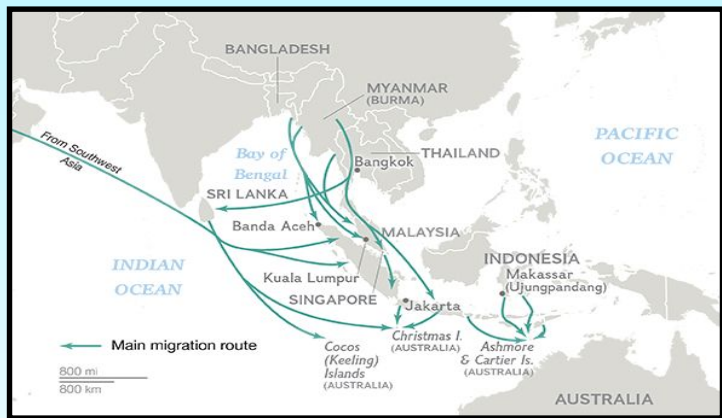 BANGLADESH
MYANMAR
(BURMA)
PACIFIC
OCEAN
From Southwest
Asia
Bay of
Bengal
THAILAND
Bangkok
SRI LANKA
Banda Aceh
MALAYSIA
INDONESIA
INDIAN
OCEAN
Kuala Lumpur
Makassar
(Ujungpandang)
SINGAPORE
Jakarta
Main migration route
Christmas I.
(AUSTRALIA)
Cocos
(Keeling)
Islands
(AUSTRALIA)
Ashmore
& Cartier Is.
(AUSTRALIA)
800 mi
800 km
AUSTRALIA